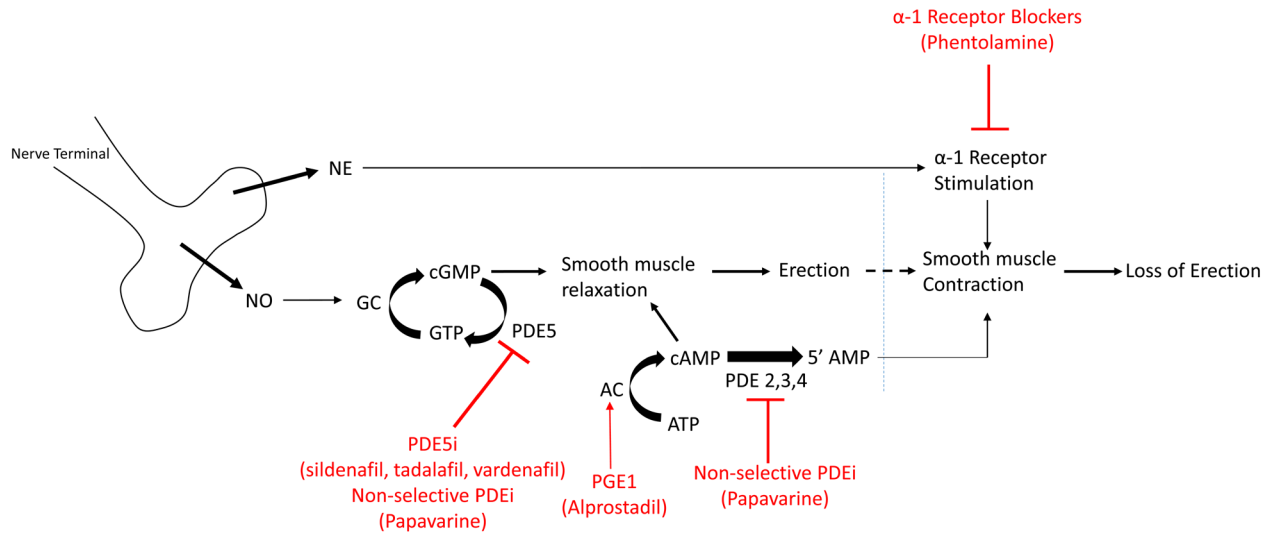 α-1 Receptor Blockers
(Phentolamine)
Nerve Terminal
NE
α-1 Receptor
Stimulation
NO
GC
cGMP
GTP
PDE5
Smooth muscle
relaxation
Erection
Smooth muscle
Contraction
Loss of Erection
AC
cAMP
ATP
PDE 2,3,4
5’ AMP
PDE5i
(sildenafil, tadalafil, vardenafil)
Non-selective PDEi
(Papavarine)
PGE1
(Alprostadil)
Non-selective PDEi
(Papavarine)